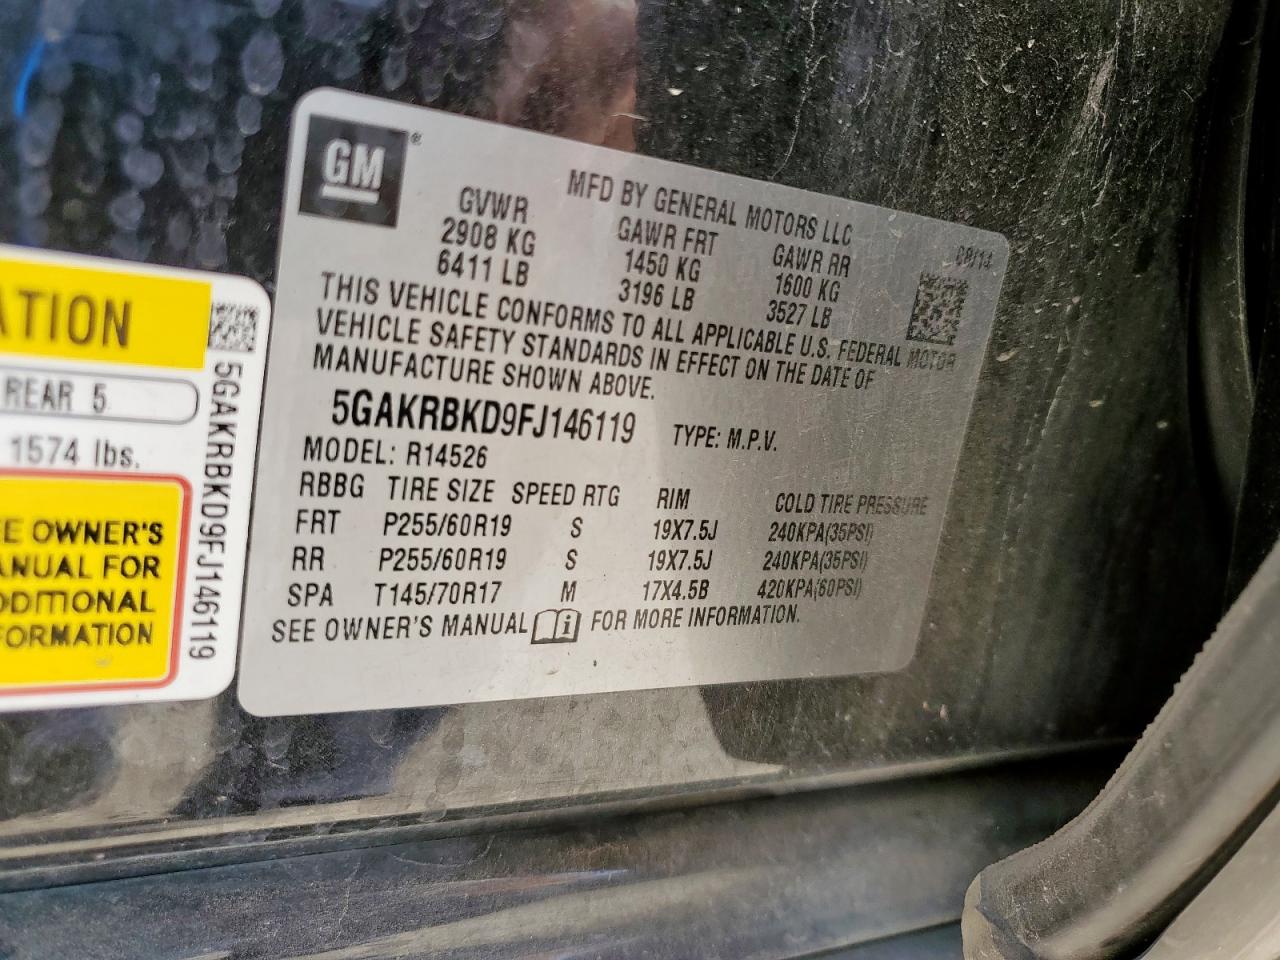 GM®
MFD BY GENERAL MOTORS LLC
GVWR GAWR FRT GAWR RR 08/14
2908 KG 1450 KG 1600 KG
6411 LB 3196 LB 3527 LB
THIS VEHICLE CONFORMS TO ALL APPLICABLE U.S. FEDERAL MOTOR
VEHICLE SAFETY STANDARDS IN EFFECT ON THE DATE OF
MANUFACTURE SHOWN ABOVE.
5GAKRBKD9FJ146119 TYPE: M.P.V.
MODEL: R14526
RBBG TIRE SIZE SPEED RTG RIM COLD TIRE PRESSURE
FRT P255/60R19 S 19X7.5J 240KPA(35PSI)
RR P255/60R19 S 19X7.5J 240KPA(35PSI)
SPA T145/70R17 M 17X4.5B 420KPA(60PSI)
SEE OWNER'S MANUAL i FOR MORE INFORMATION.
ATION
REAR 5
1574 lbs.
EE OWNER'S
ANUAL FOR
DDITIONAL
FORMATION
5GAKRBKD9FJ146119